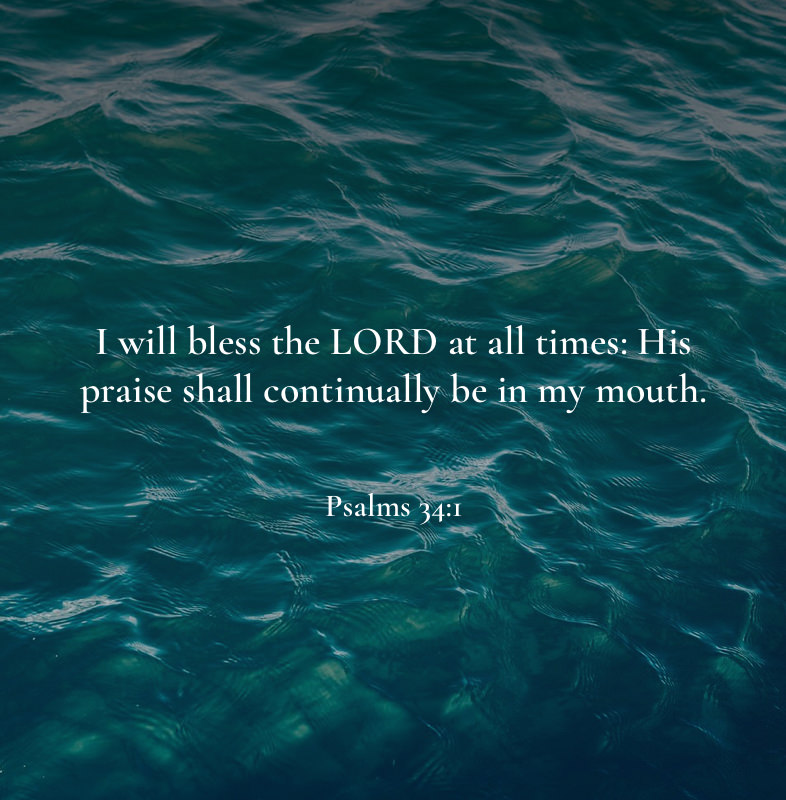 I will bless the LORD at all times: His
praise shall continually be in my mouth.
Psalms 34:1